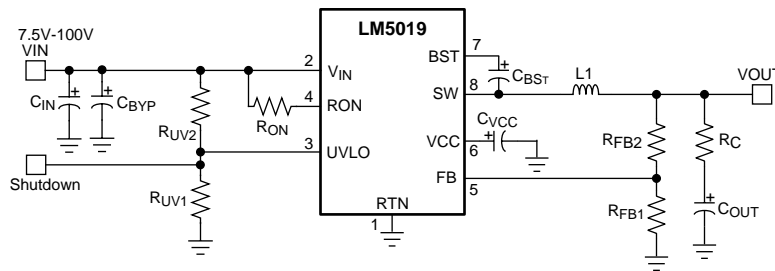 LM5019
7.5V-100V
VIN
2
VIN
BST
7
CBST
SW
8
L1
VOUT
CIN
CBYP
RUV2
RON
4
RON
3
UVLO
VCC
6
CVCC
RFB2
RC
Shutdown
RUV1
FB
5
RTN
1
RFB1
COUT